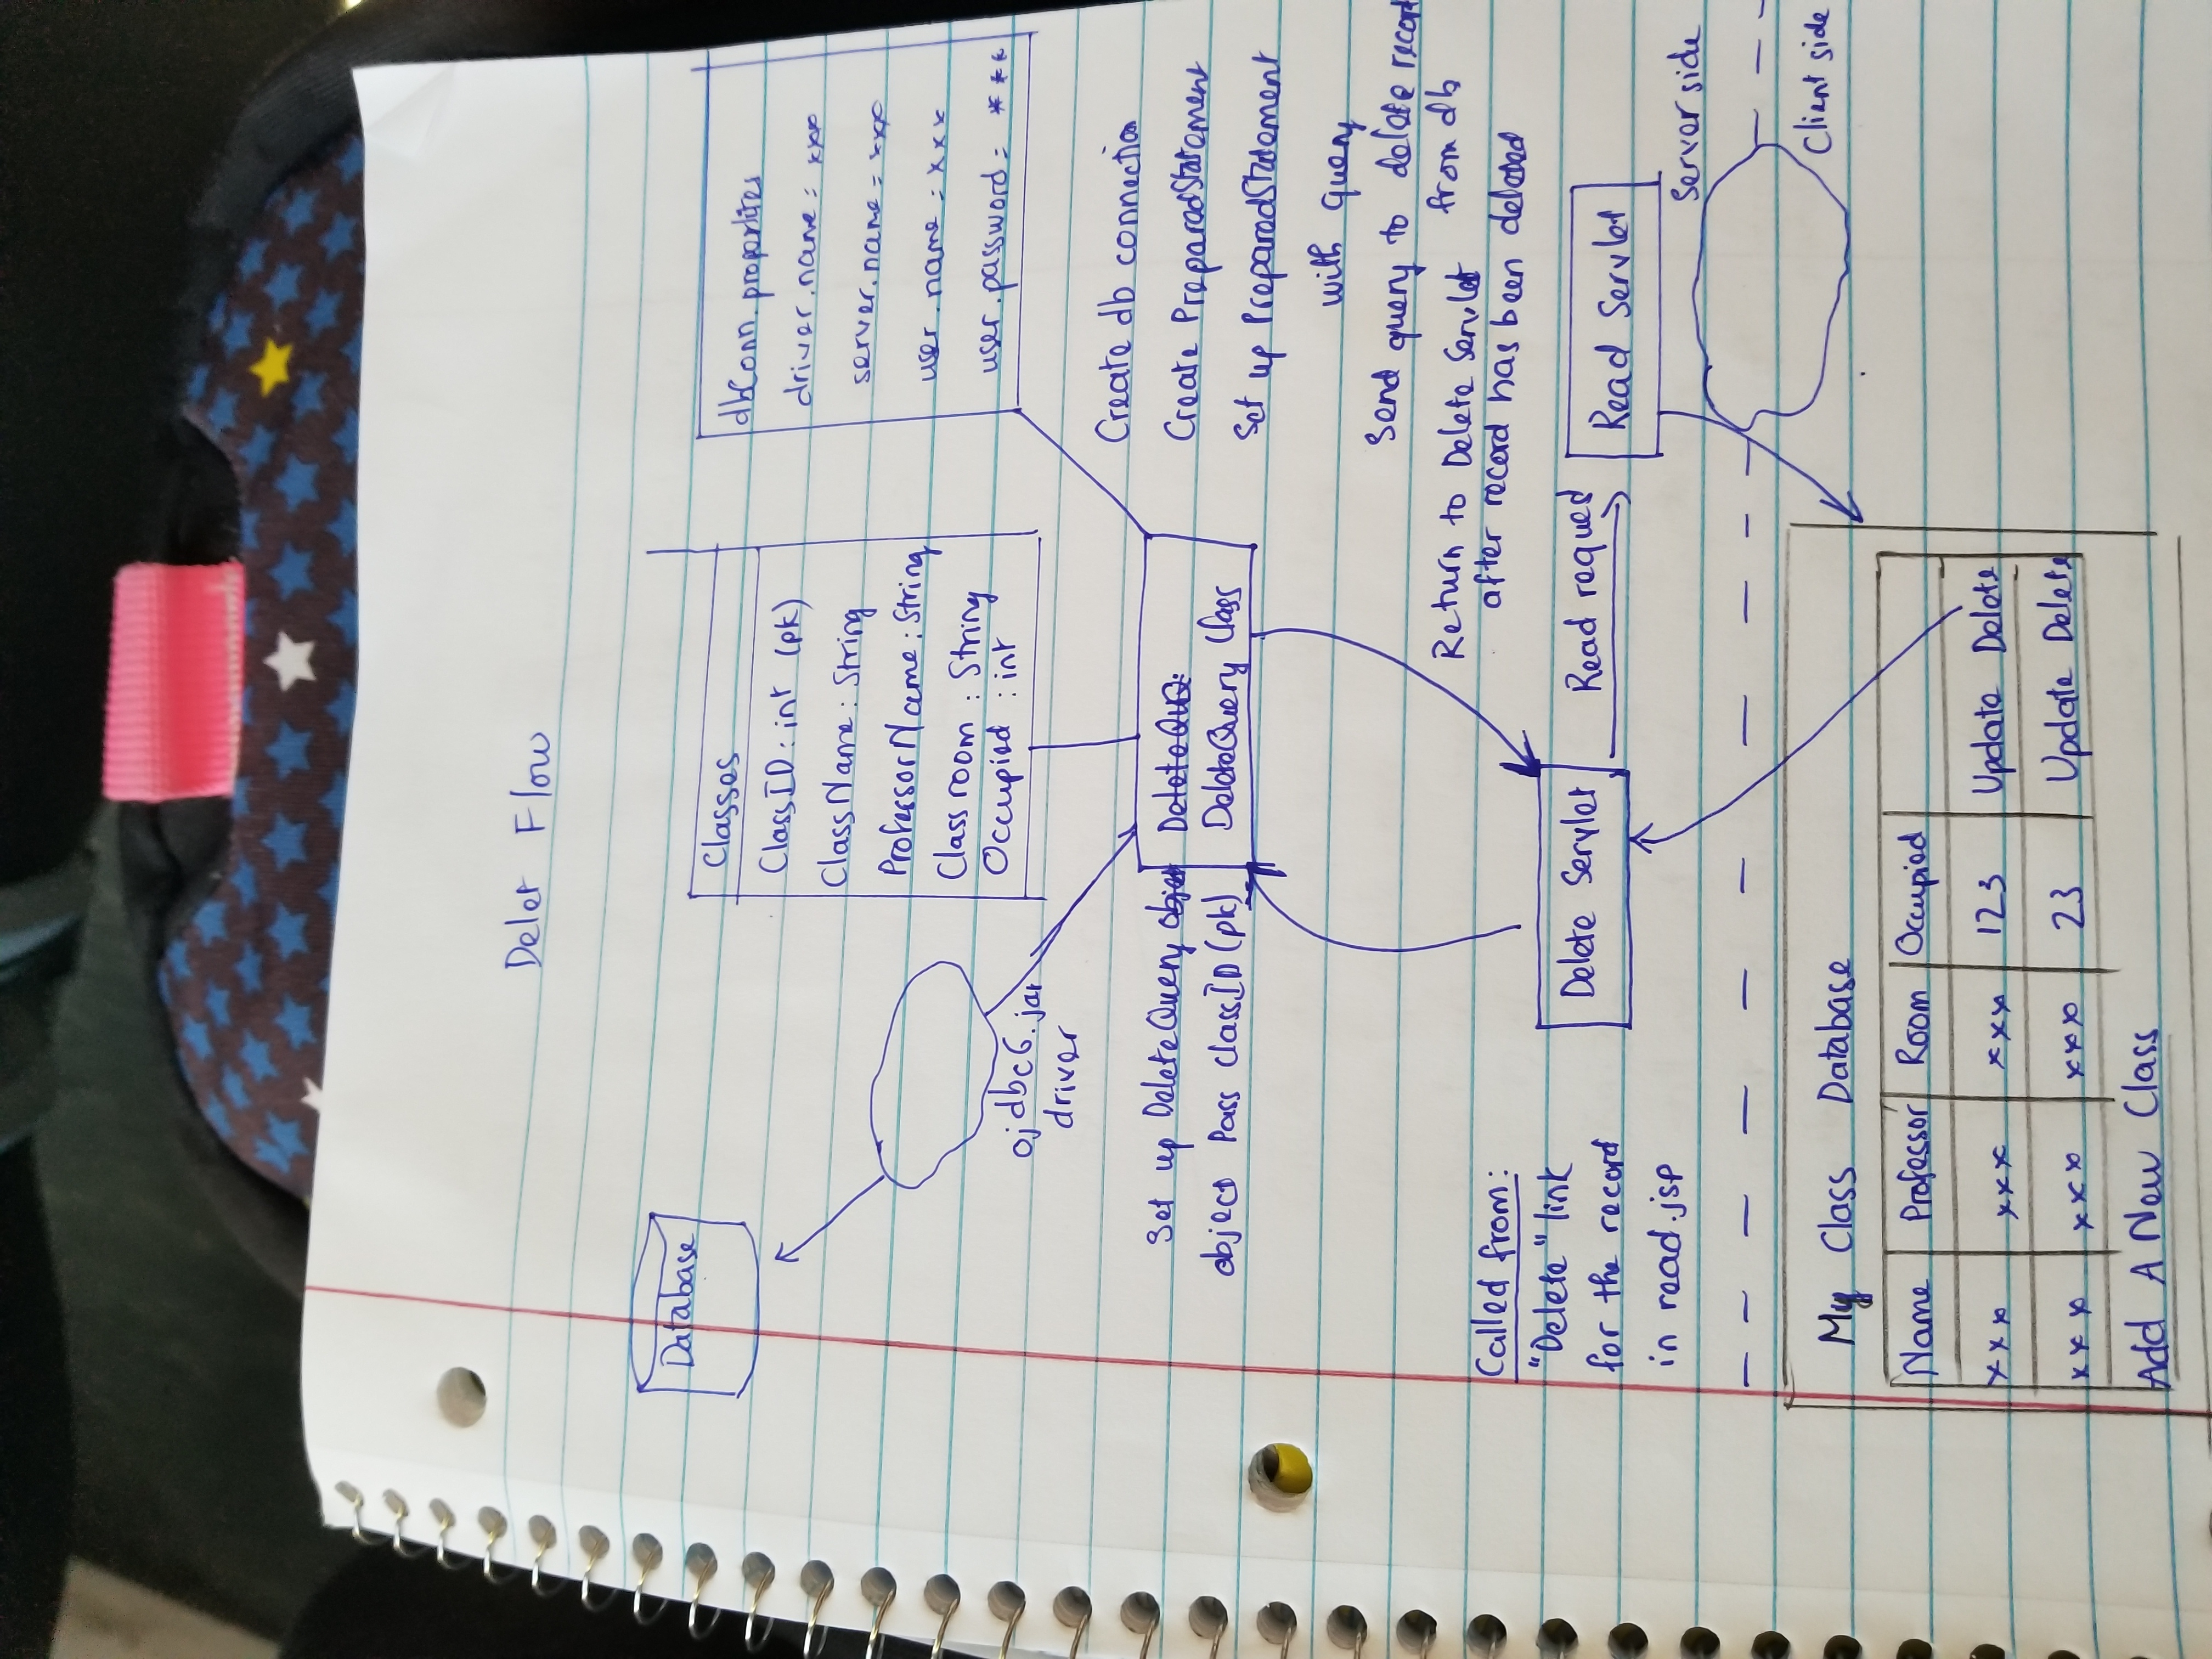 Delet Flow
Database
ojdbc6.jar
driver
Classes
ClassID: int (pk)
ClassName: String
ProfessorName: String
Classroom : String
Occupied : int
dbConn.properites
driver.name = xxx
server.name = xxx
user.name = xxx
user.password = ***
Set up DeleteQuery objec
object Pass classID (pk)
DeleteQue
DeleteQuery Class
Create db connection
Create PreparedStatement
Set up PreparedStatement
with query
Send query to delete record
from db
Return to Delete Servlet
after record has been deleted
Called from:
"Delete" link
for the record
in read.jsp
Delete Servlet
Read reques
Read Servlet
Server side
Client side
My Class Database
Name Professor Room Occupied
xxx xxx xxx 123 Update Delete
xxx xxx xxx 23 Update Delete
Add A New Class